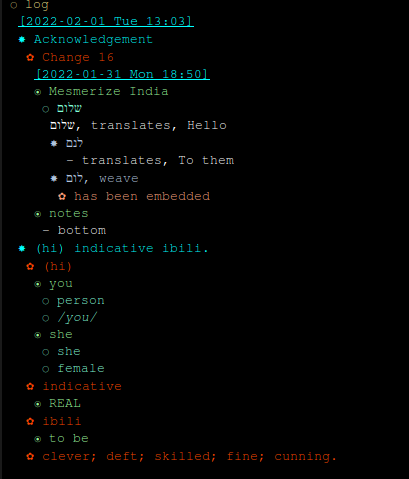 log
[2022-02-01 Tue 13:03]
Acknowledgement
Change 16
[2022-01-31 Mon 18:50]
Mesmerize India
שלום
שלום, translates, Hello
לנם
- translates, To them
לום, weave
has been embedded
notes
- bottom
(hi) indicative ibili.
(hi)
you
person
/you/
she
she
female
indicative
REAL
ibili
to be
clever; deft; skilled; fine; cunning.